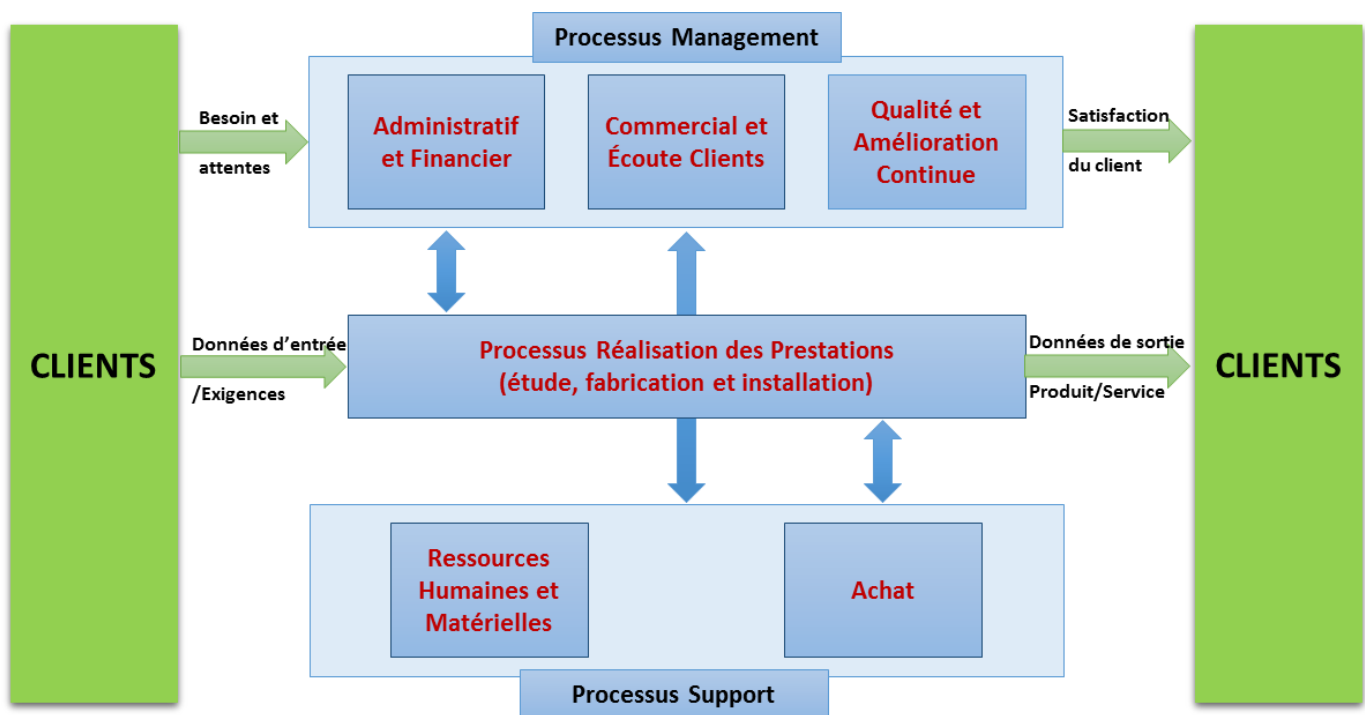 Processus Management
Administratif
et Financier
Commercial et
Écoute Clients
Qualité et
Amélioration
Continue
Besoin et
attentes
Satisfaction
du client
CLIENTS
Données d’entrée
/Exigences
Processus Réalisation des Prestations
(étude, fabrication et installation)
Données de sortie
Produit/Service
CLIENTS
Ressources
Humaines et
Matérielles
Achat
Processus Support